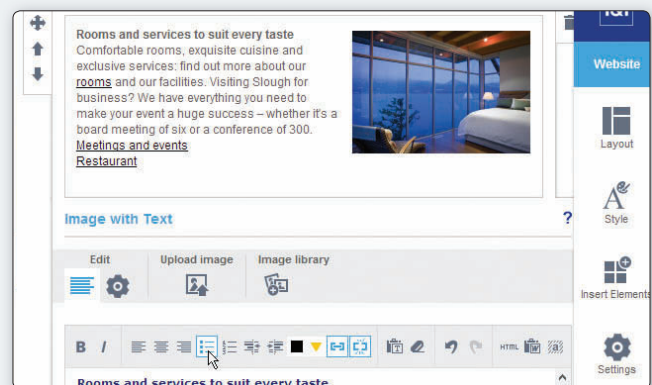 Rooms and services to suit every taste
Comfortable rooms, exquisite cuisine and
exclusive services: find out more about our
rooms and our facilities. Visiting Slough for
business? We have everything you need to
make your event a huge success – whether it's a
board meeting of six or a conference of 300.
Meetings and events
Restaurant
Image with Text
?
Edit
Upload image
Image library
B I
HTML
Rooms and services to suit every taste
1&1
Website
Layout
Style
Insert Elements
Settings